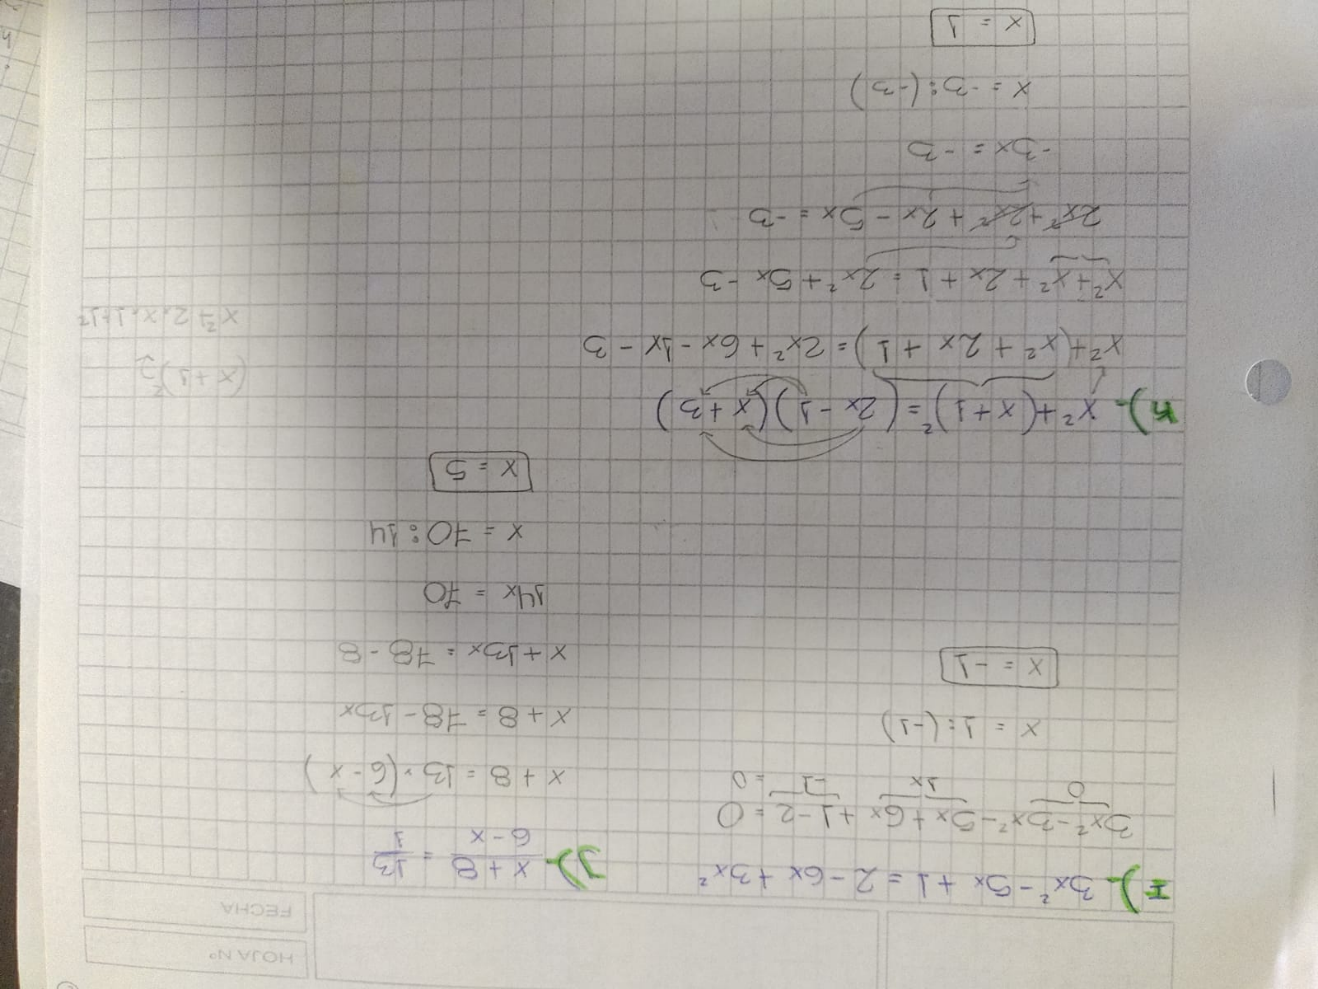 HOJA Nº
FECHA
I)- 3x² - 5x + 1 = 2 - 6x + 3x²
3x² - 3x² - 5x + 6x + 1 - 2 = 0
0 1x -1 = 0
x = 1 : (-1)
x = -1
J)- x + 8 / 6 - x = 13 / 1
x + 8 = 13 · (6 - x)
x + 8 = 78 - 13x
x + 13x = 78 - 8
14x = 70
x = 70 : 14
x = 5
K)- x² + (x + 1)² = (2x - 1)(x + 3)
x² + (x² + 2x + 1) = 2x² + 6x - 1x - 3
x² + x² + 2x + 1 = 2x² + 5x - 3
2x² + 2x² + 2x - 5x = -3
-3x = -3
x = -3 : (-3)
x = 1
(x + 1)²
x² + 2 · x · 1 + 1²